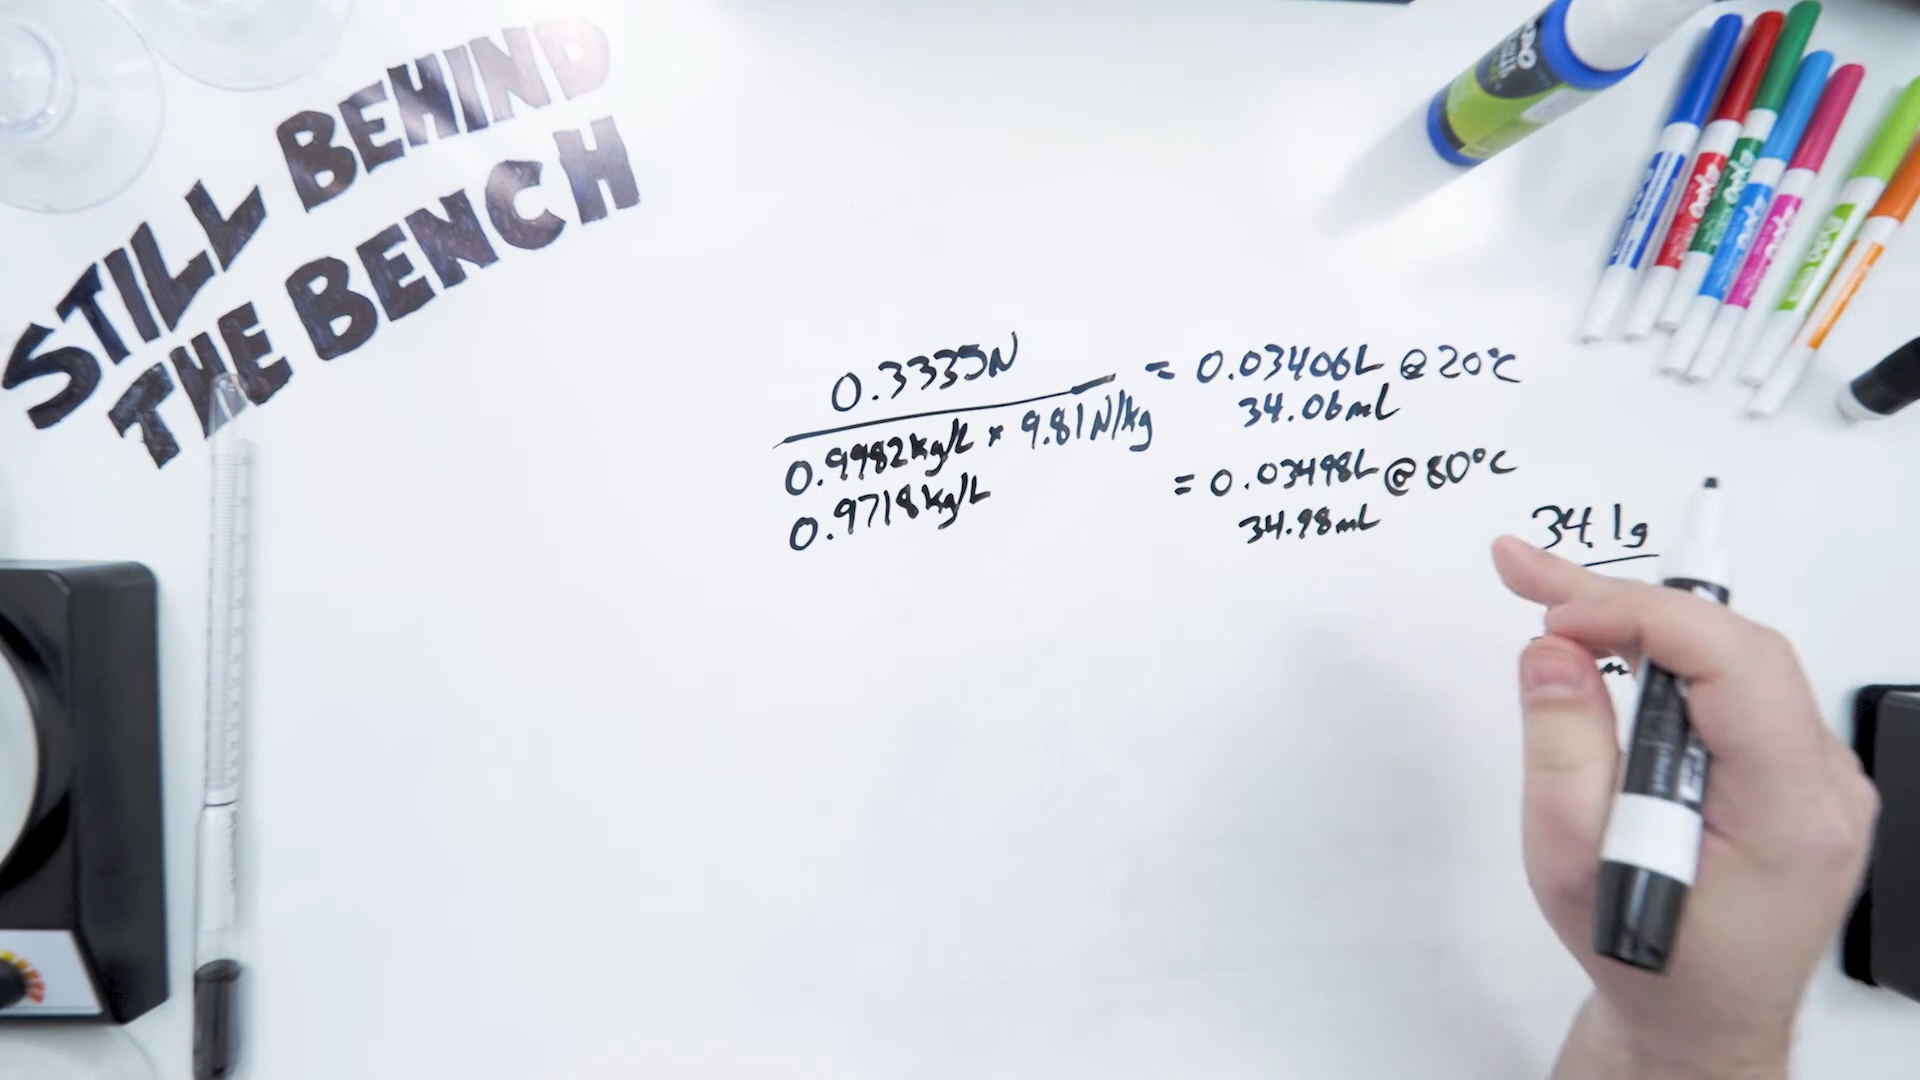 STILL BEHIND
THE BENCH
0.3335N
0.9982kg/L × 9.81N/kg
0.9718kg/L
= 0.03406L @ 20°C
34.06mL
= 0.03498L @ 80°C
34.98mL
34.1g
EXPO